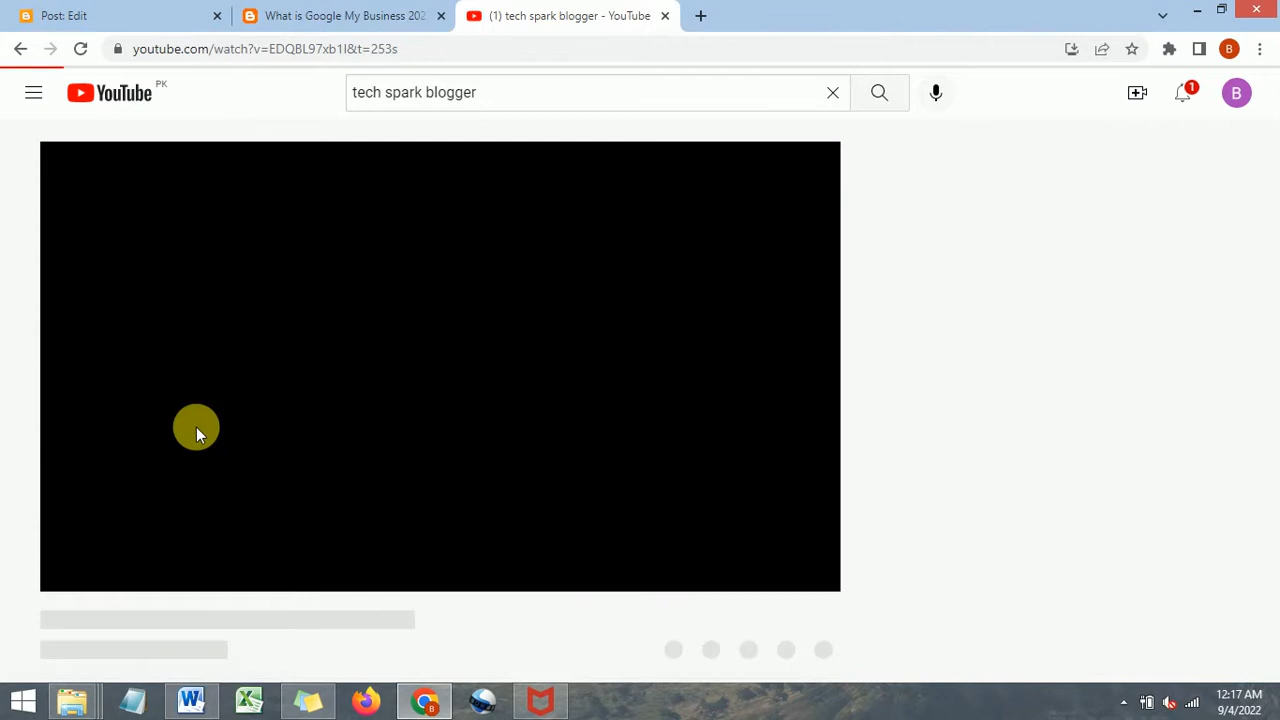 Post: Edit
What is Google My Business 202
(1) tech spark blogger - YouTube
youtube.com/watch?v=EDQBL97xb1I&t=253s
B
YouTube PK
tech spark blogger
1
B
12:17 AM
9/4/2022